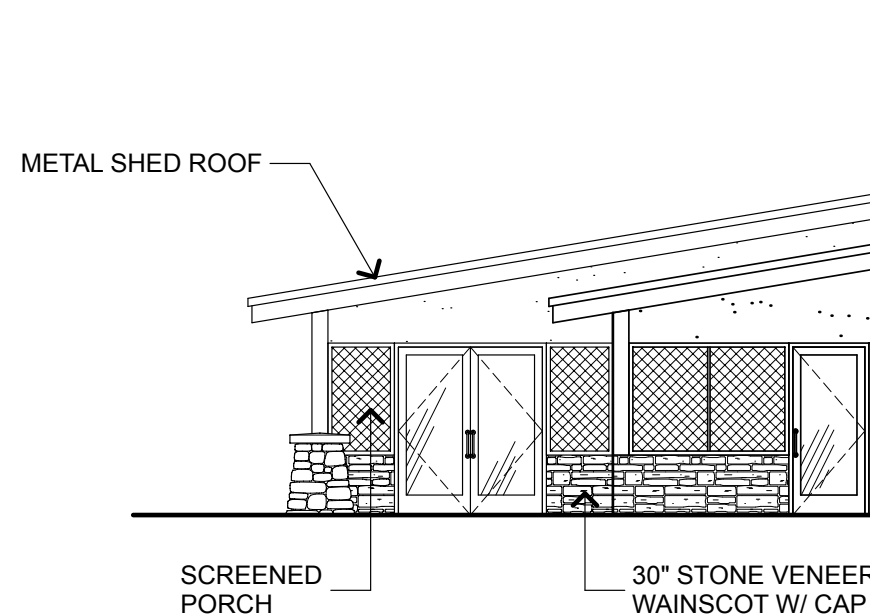 METAL SHED ROOF
SCREENED
PORCH
30" STONE VENEER
WAINSCOT W/ CAP